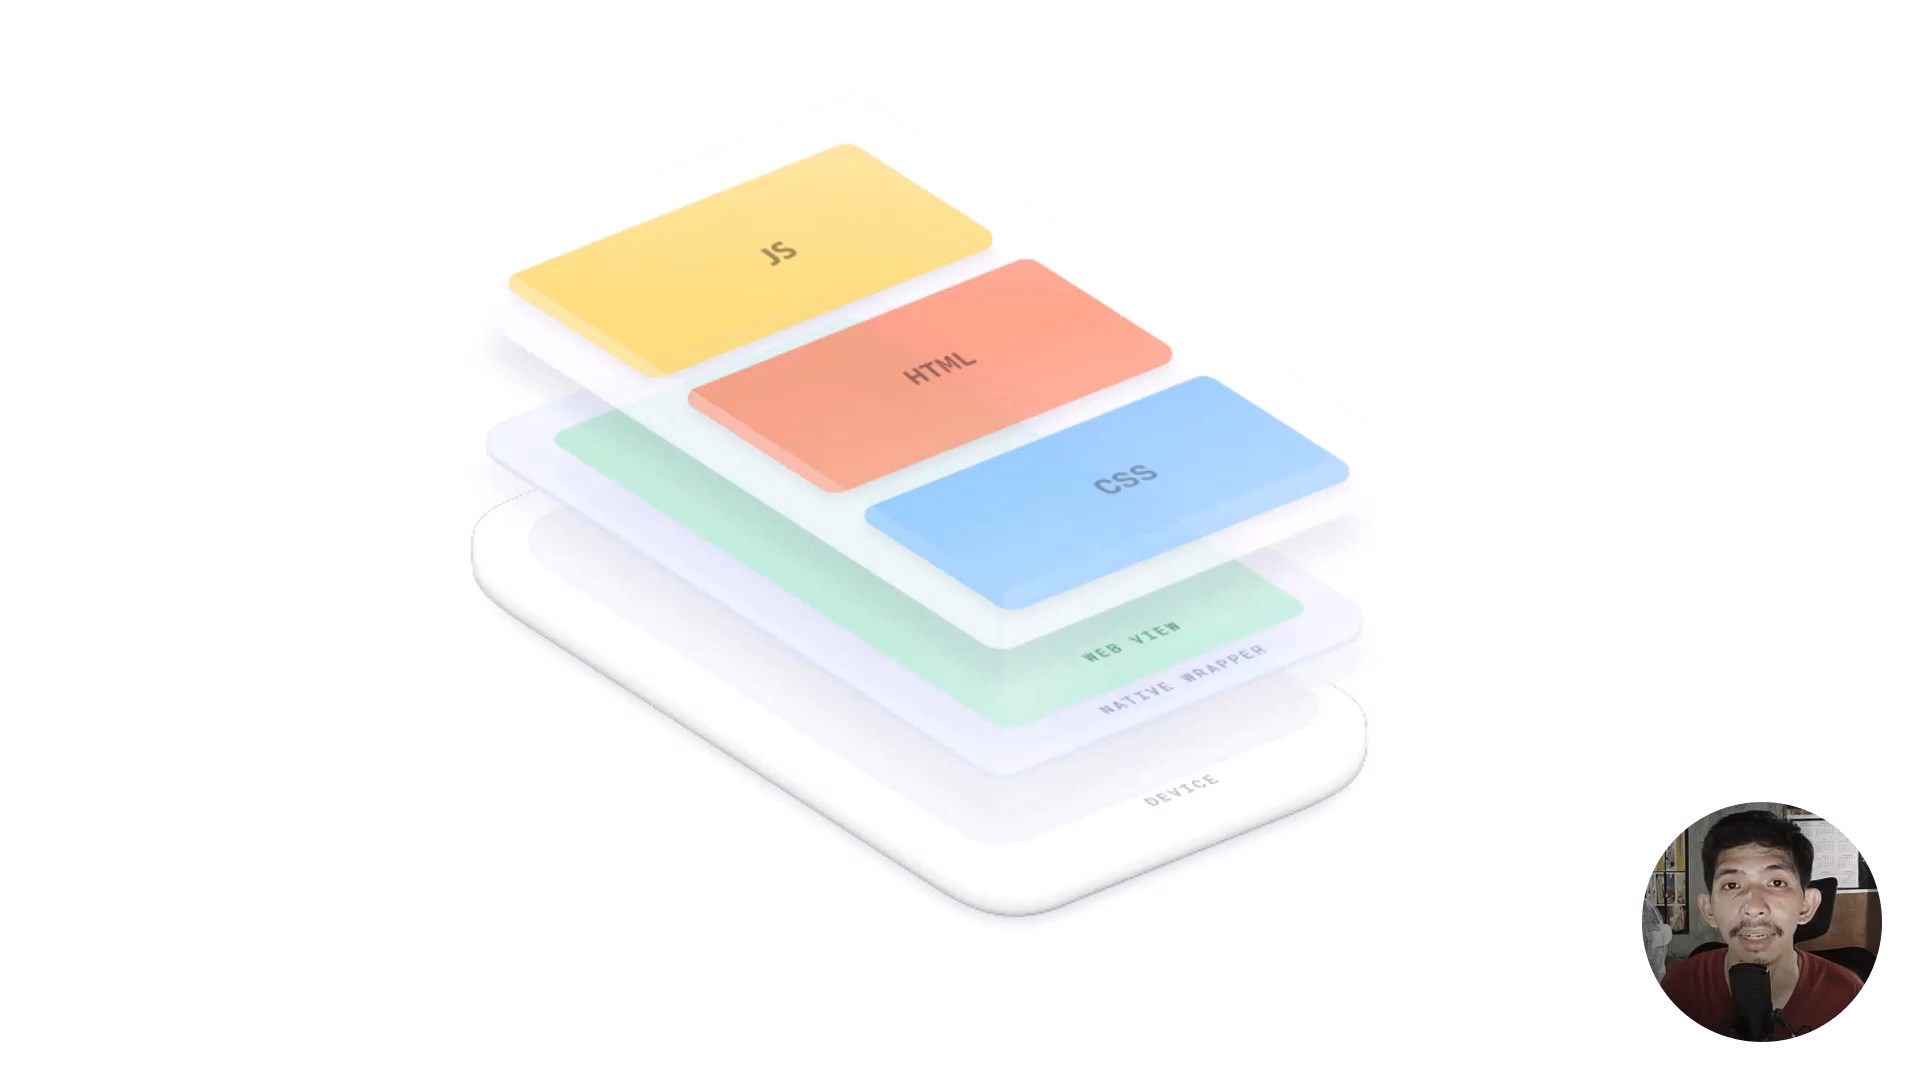 JS
HTML
CSS
WEB VIEW
NATIVE WRAPPER
DEVICE